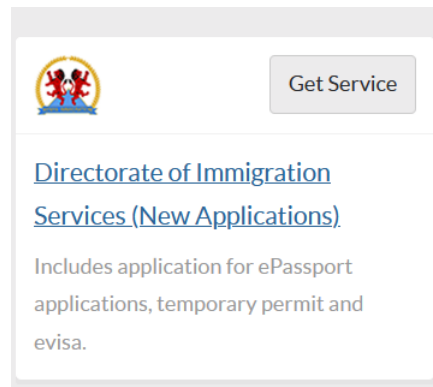 Get Service
Directorate of Immigration
Services (New Applications)
Includes application for ePassport
applications, temporary permit and
evisa.